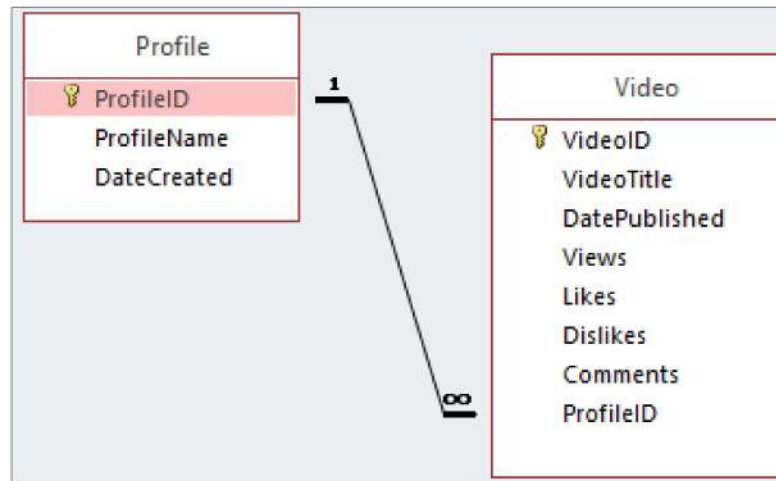 Profile
ProfileID
ProfileName
DateCreated
1
∞
Video
VideoID
VideoTitle
DatePublished
Views
Likes
Dislikes
Comments
ProfileID